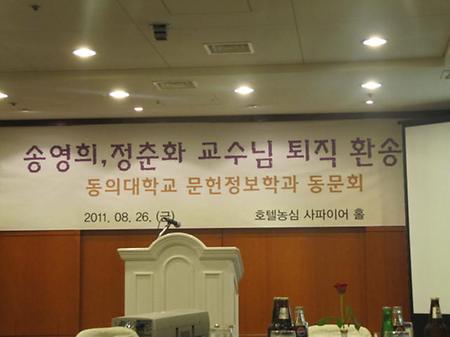 송영희,정춘화 교수님 퇴직 환송
동의대학교 문헌정보학과 동문회
2011. 08. 26. (금)
호텔농심 사파이어 홀